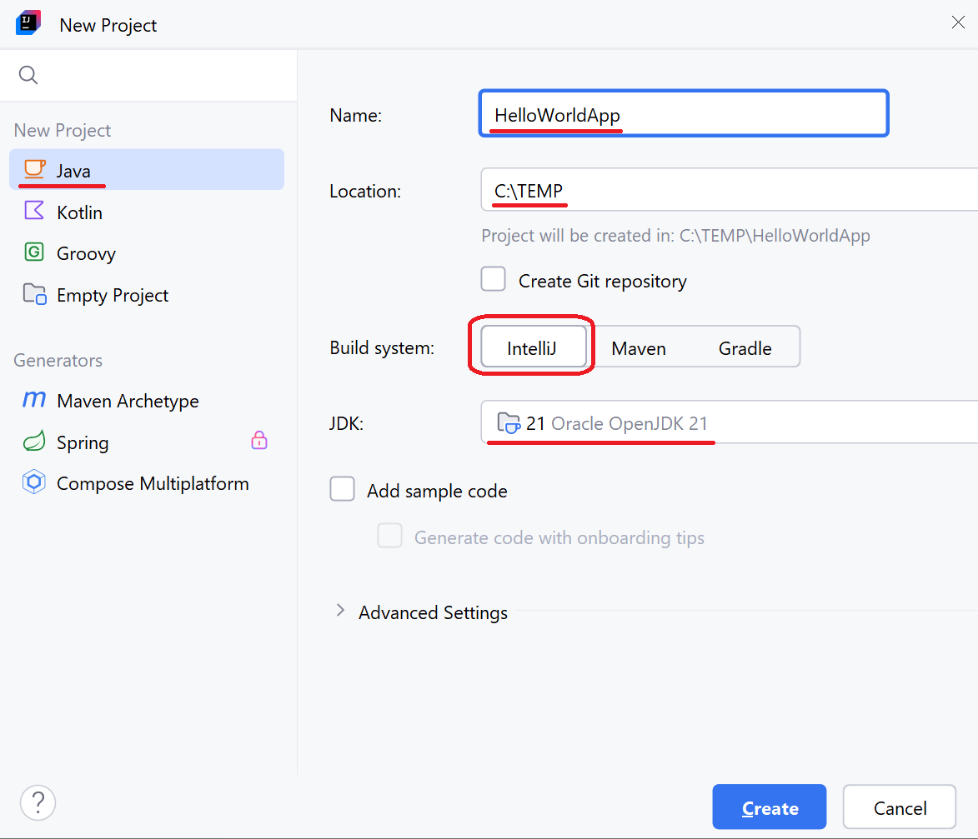 New Project
New Project
Java
Kotlin
Groovy
Empty Project
Generators
Maven Archetype
Spring
Compose Multiplatform
Name: HelloWorldApp
Location: C:\TEMP
Project will be created in: C:\TEMP\HelloWorldApp
Create Git repository
Build system: IntelliJ Maven Gradle
JDK: 21 Oracle OpenJDK 21
Add sample code
Generate code with onboarding tips
Advanced Settings
? Create Cancel